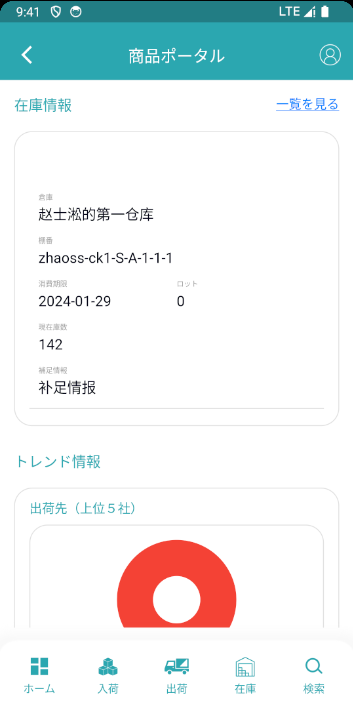 9:41
LTE
商品ポータル
在庫情報
一覧を見る
倉庫
赵士淞的第一仓库
棚番
zhaoss-ck1-S-A-1-1-1
消費期限
ロット
2024-01-29
0
現在庫数
142
補足情報
补足情报
トレンド情報
出荷先（上位５社）
ホーム
入荷
出荷
在庫
検索